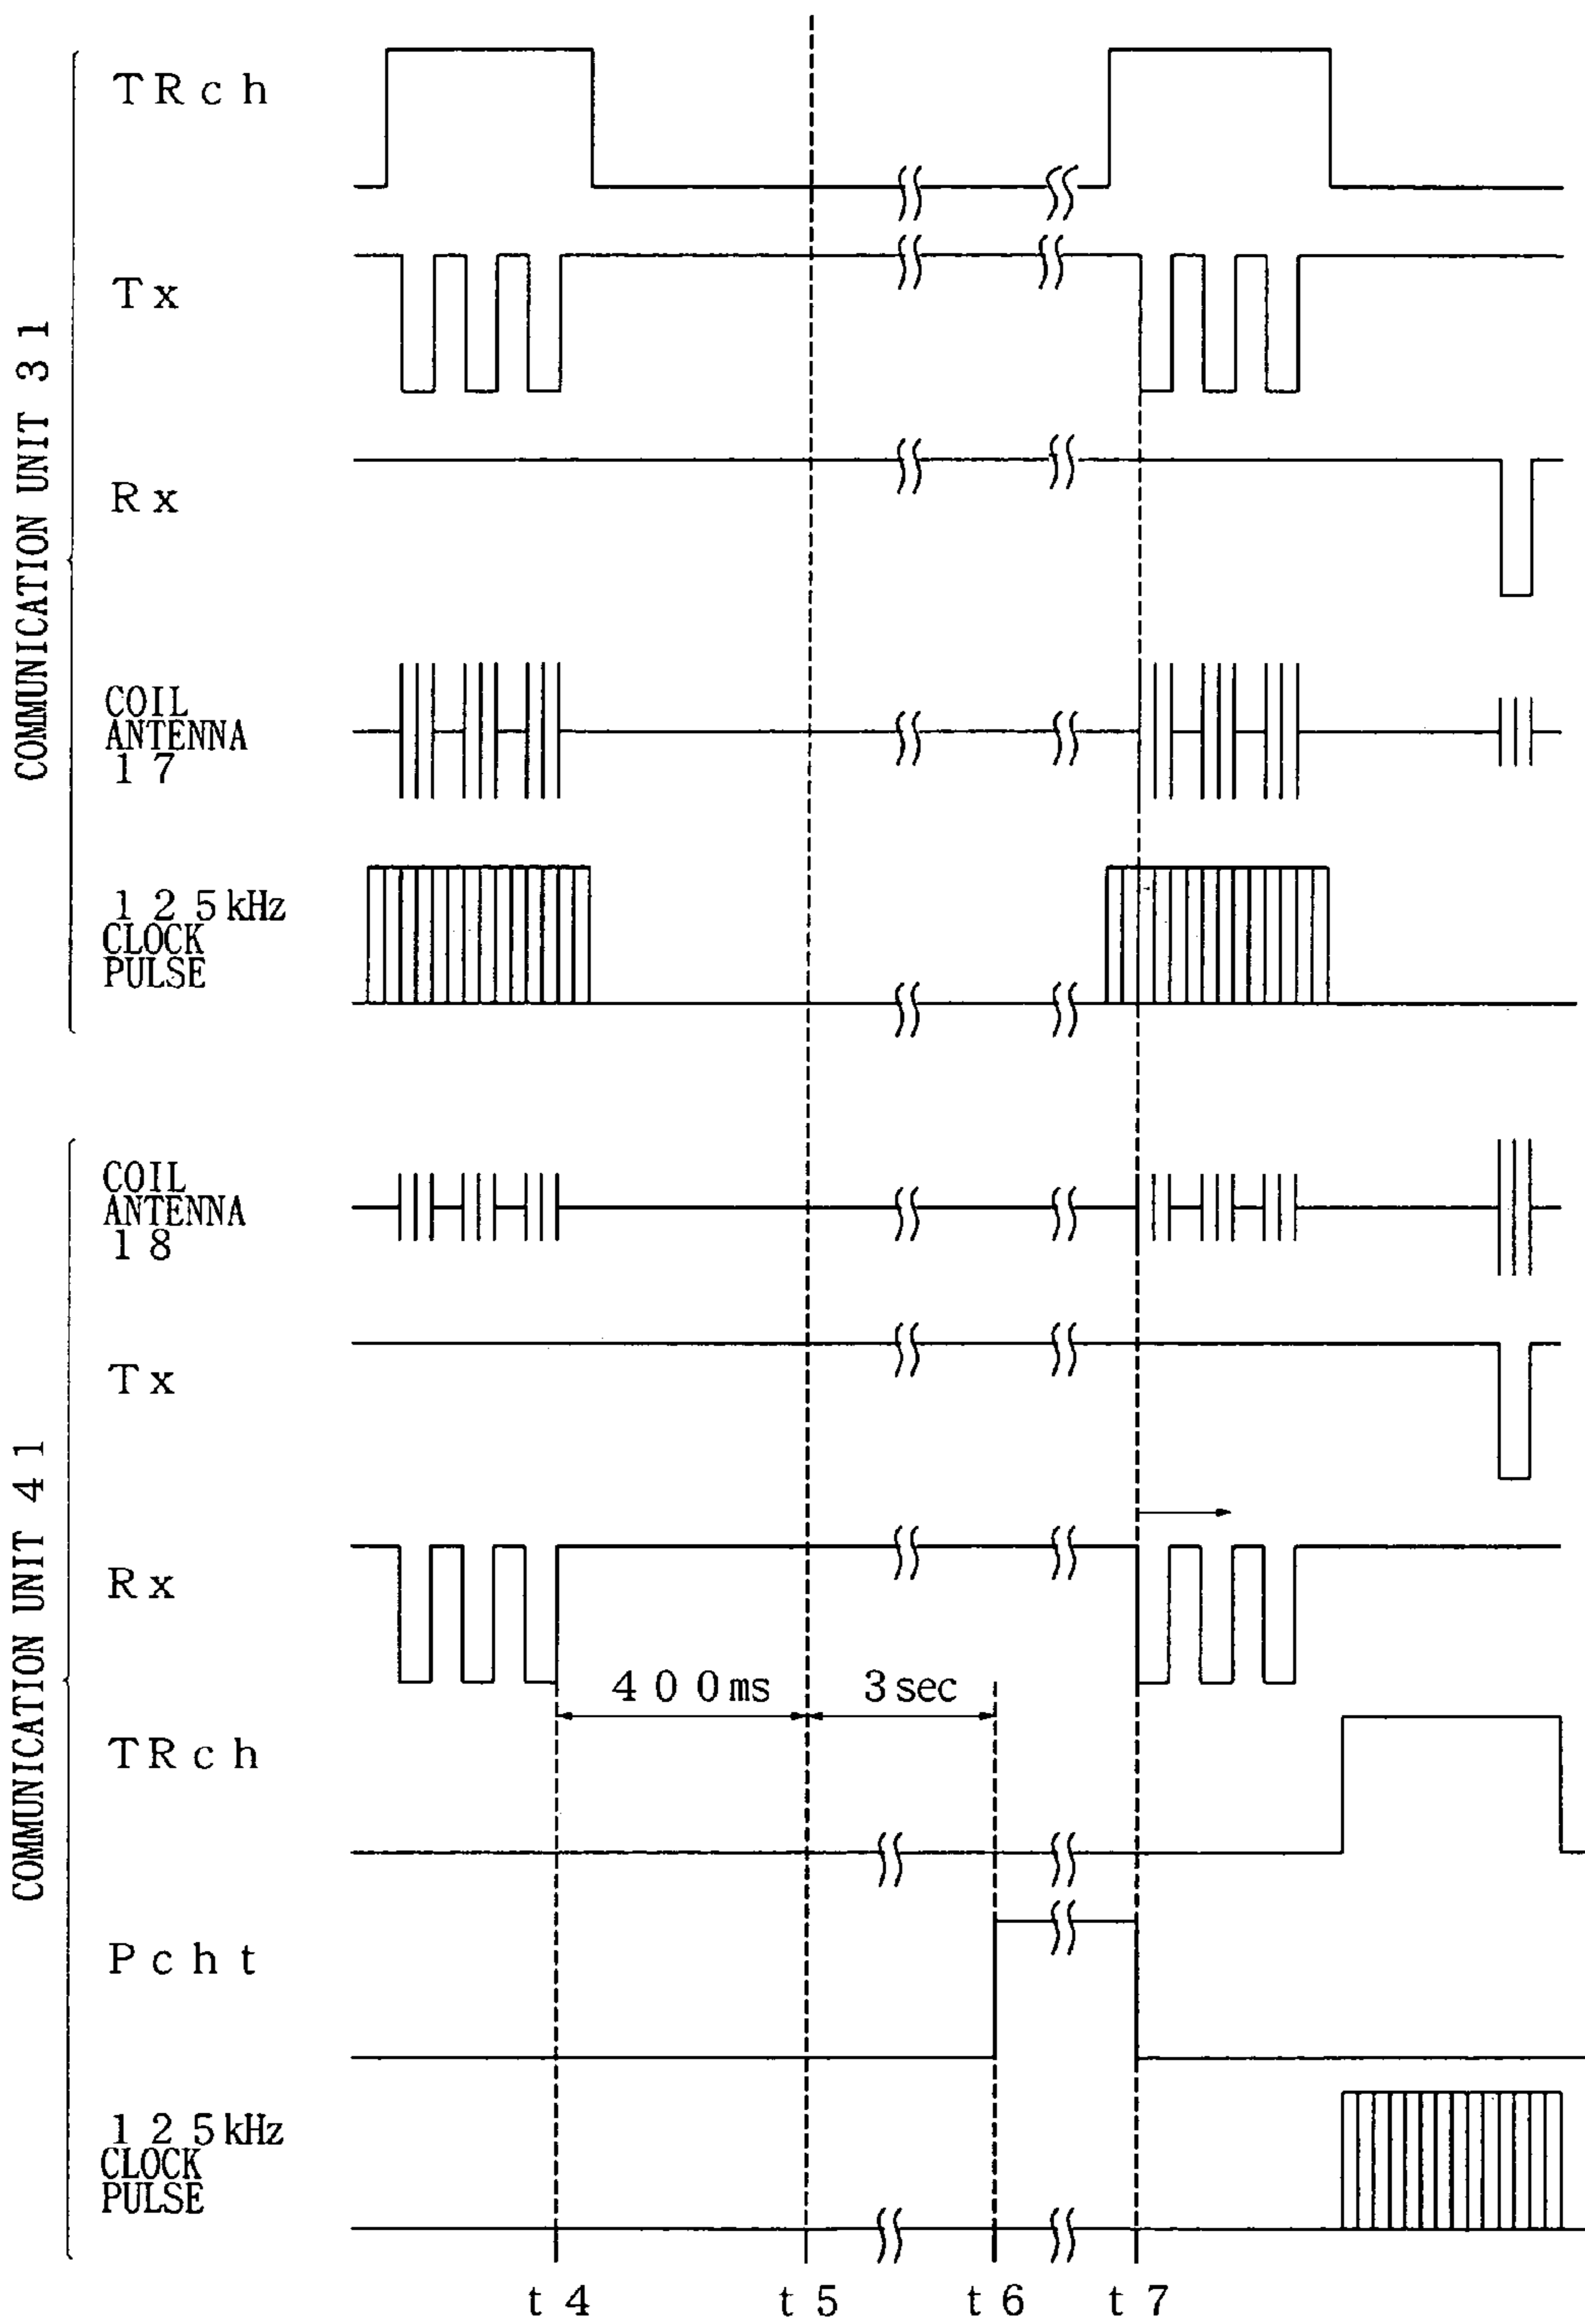 COMMUNICATION UNIT 31
TRch
Tx
Rx
COIL
ANTENNA
17
125kHz
CLOCK
PULSE
COMMUNICATION UNIT 41
COIL
ANTENNA
18
Tx
Rx
400ms
3sec
TRch
Pcht
125kHz
CLOCK
PULSE
t4
t5
t6
t7